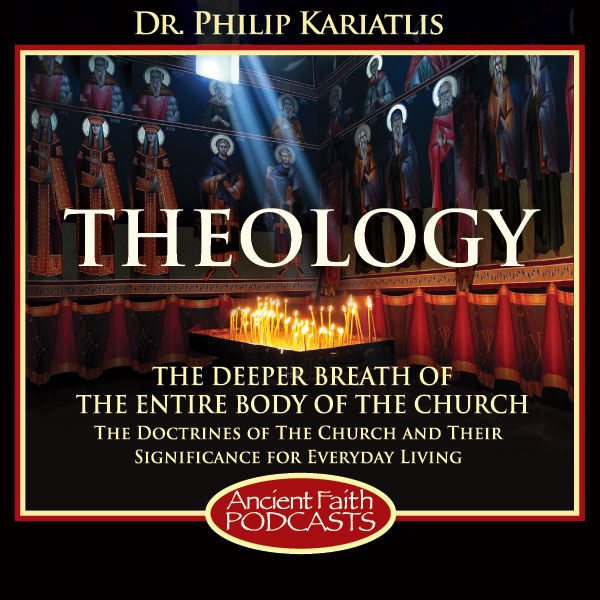 Dr. Philip Kariatlis
THEOLOGY
THE DEEPER BREATH OF
THE ENTIRE BODY OF THE CHURCH
The Doctrines of The Church and Their
Significance for Everyday Living
Ancient Faith
PODCASTS